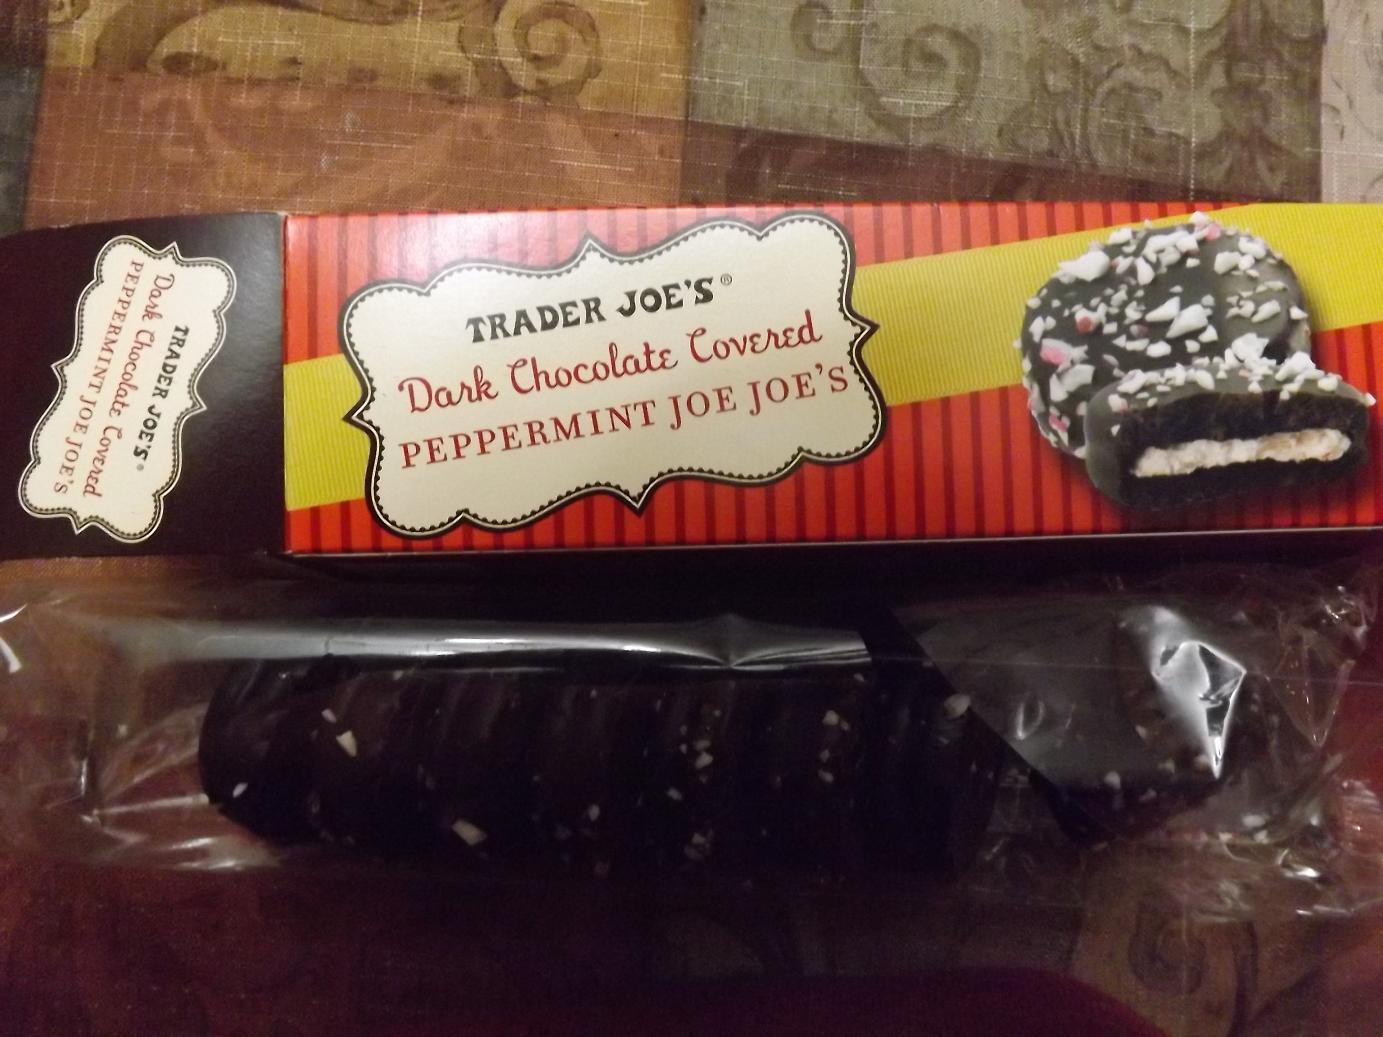 TRADER JOE'S®
Dark Chocolate Covered
PEPPERMINT JOE JOE'S
TRADER JOE'S®
Dark Chocolate Covered
PEPPERMINT JOE JOE'S